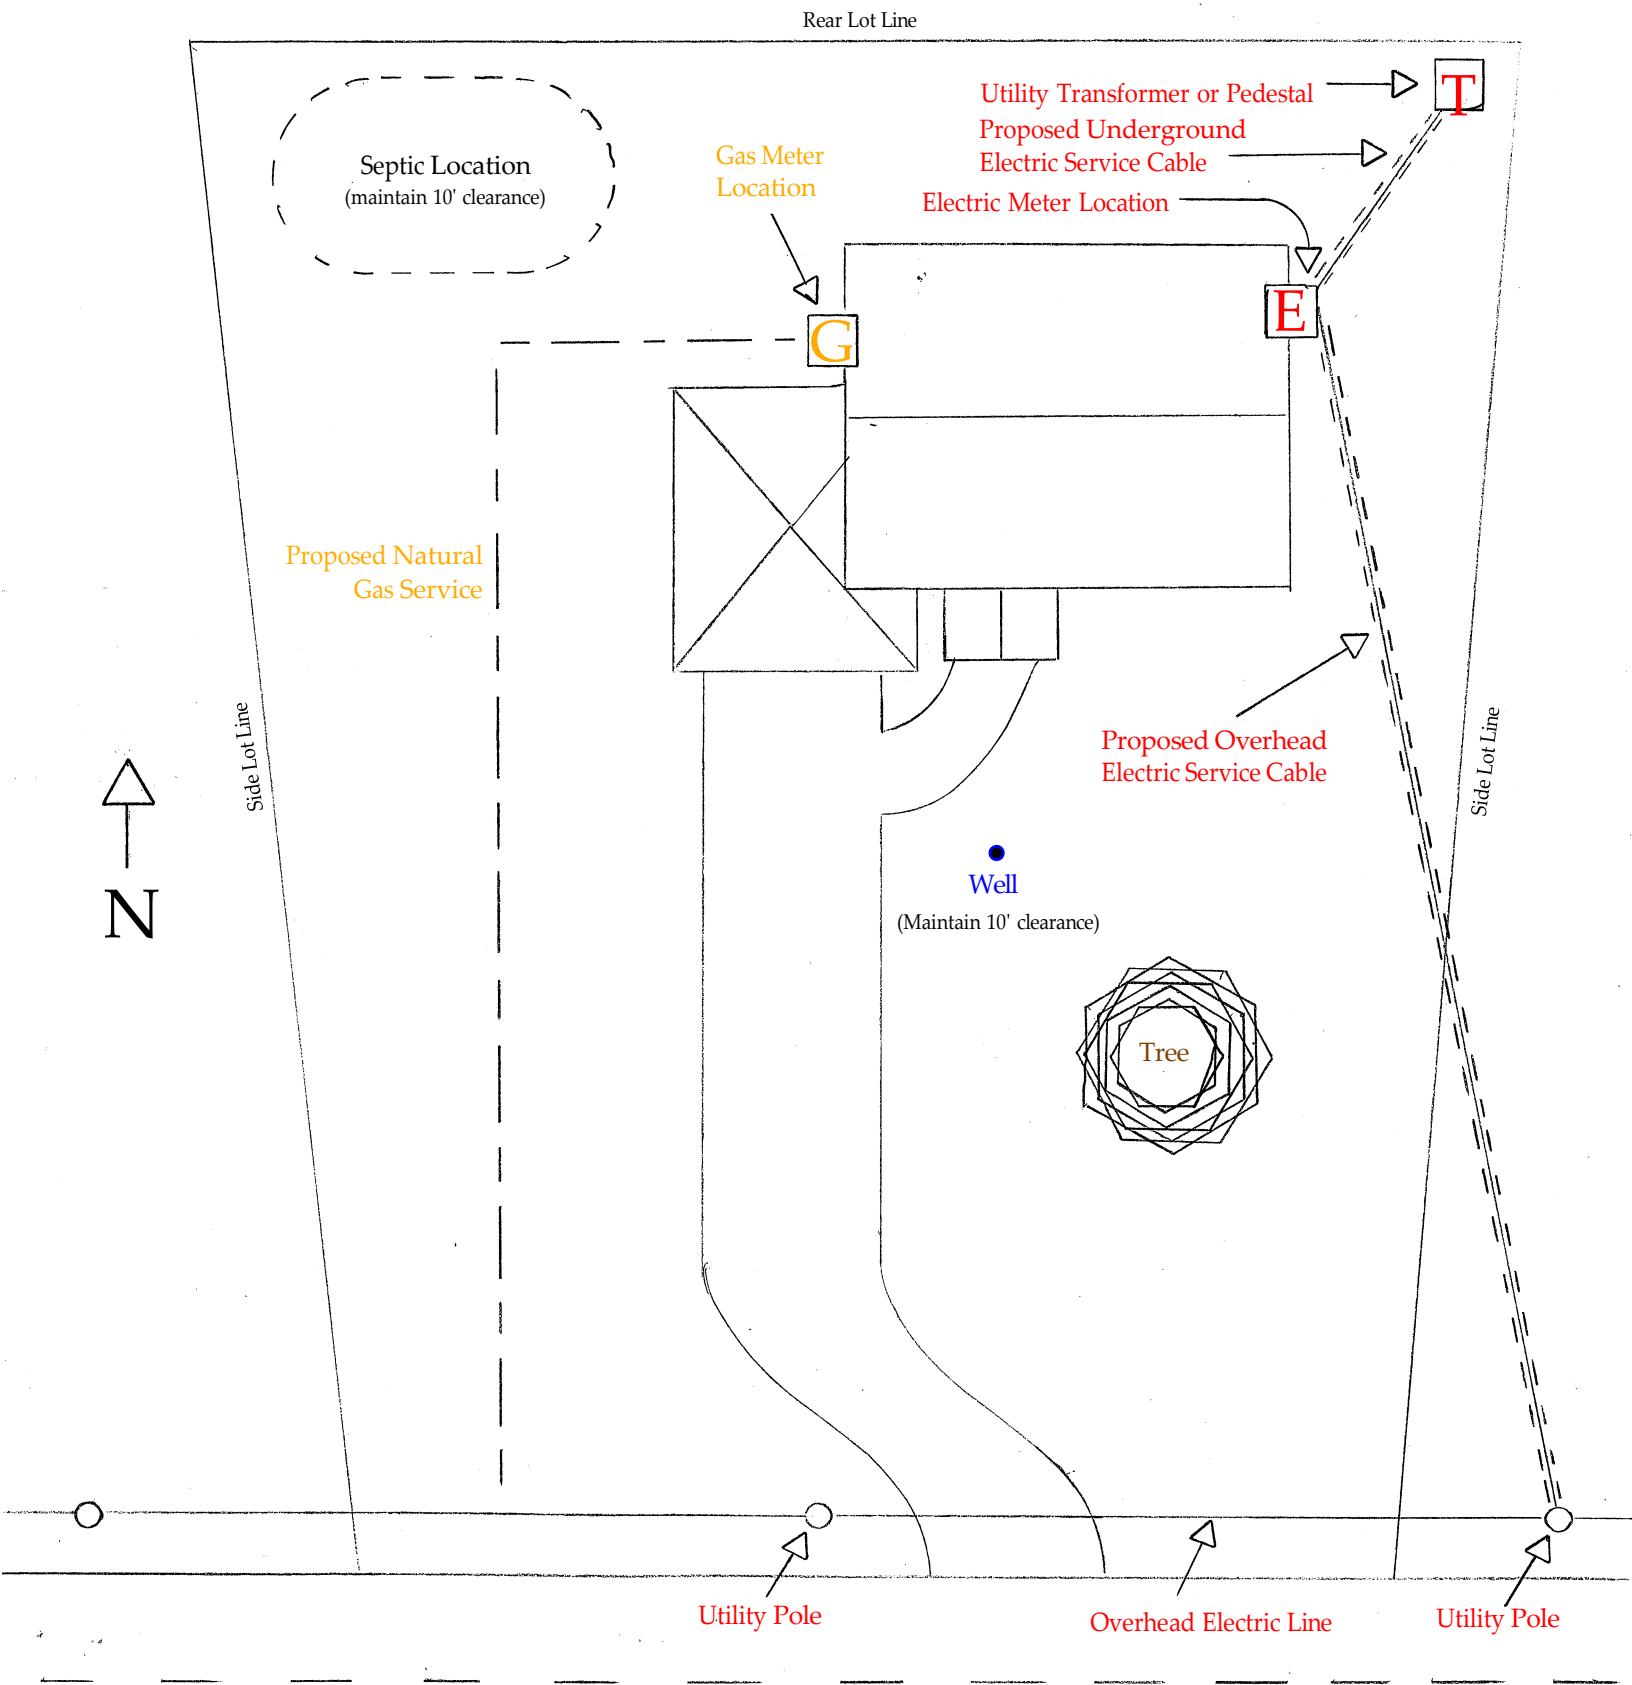 Rear Lot Line
Utility Transformer or Pedestal
T
Proposed Underground
Electric Service Cable
Septic Location
(maintain 10' clearance)
Gas Meter
Location
Electric Meter Location
E
G
Proposed Natural
Gas Service
Side Lot Line
Side Lot Line
Proposed Overhead
Electric Service Cable
N
Well
(Maintain 10' clearance)
Tree
Utility Pole
Overhead Electric Line
Utility Pole